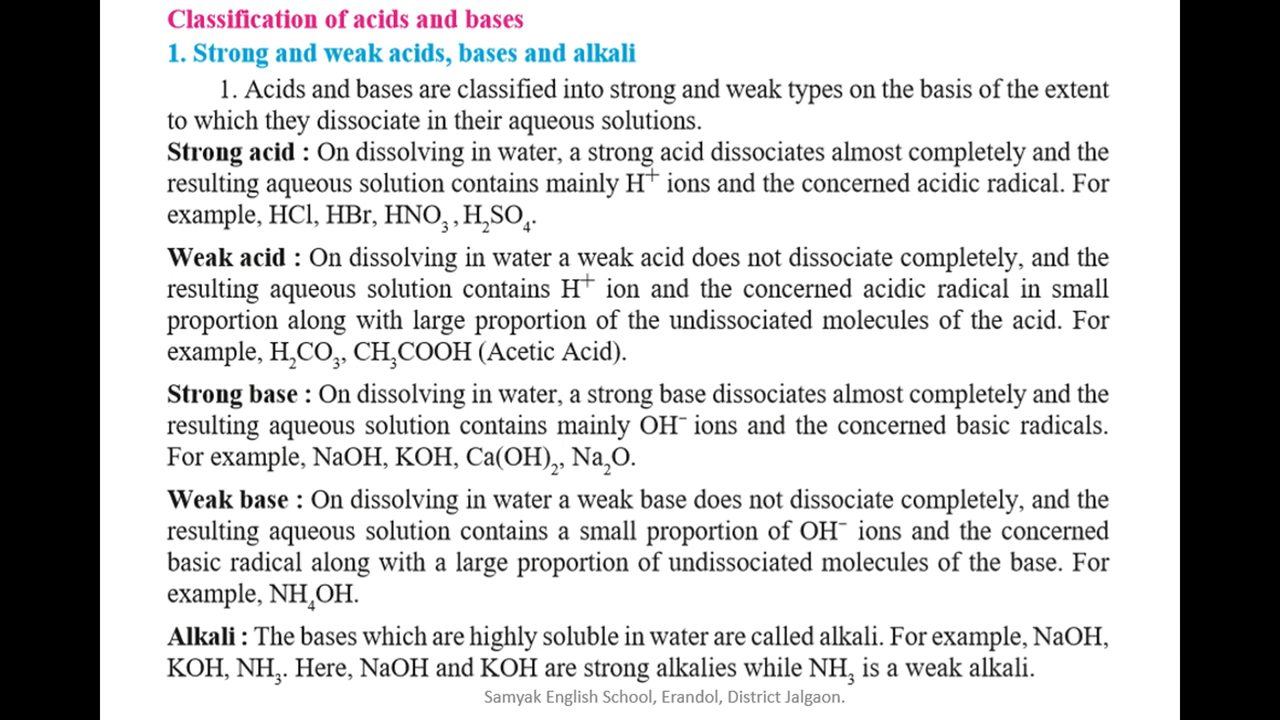 Classification of acids and bases
1. Strong and weak acids, bases and alkali
1. Acids and bases are classified into strong and weak types on the basis of the extent
to which they dissociate in their aqueous solutions.
Strong acid : On dissolving in water, a strong acid dissociates almost completely and the
resulting aqueous solution contains mainly H⁺ ions and the concerned acidic radical. For
example, HCl, HBr, HNO₃ , H₂SO₄.
Weak acid : On dissolving in water a weak acid does not dissociate completely, and the
resulting aqueous solution contains H⁺ ion and the concerned acidic radical in small
proportion along with large proportion of the undissociated molecules of the acid. For
example, H₂CO₃, CH₃COOH (Acetic Acid).
Strong base : On dissolving in water, a strong base dissociates almost completely and the
resulting aqueous solution contains mainly OH⁻ ions and the concerned basic radicals.
For example, NaOH, KOH, Ca(OH)₂, Na₂O.
Weak base : On dissolving in water a weak base does not dissociate completely, and the
resulting aqueous solution contains a small proportion of OH⁻ ions and the concerned
basic radical along with a large proportion of undissociated molecules of the base. For
example, NH₄OH.
Alkali : The bases which are highly soluble in water are called alkali. For example, NaOH,
KOH, NH₃. Here, NaOH and KOH are strong alkalies while NH₃ is a weak alkali.
Samyak English School, Erandol, District Jalgaon.